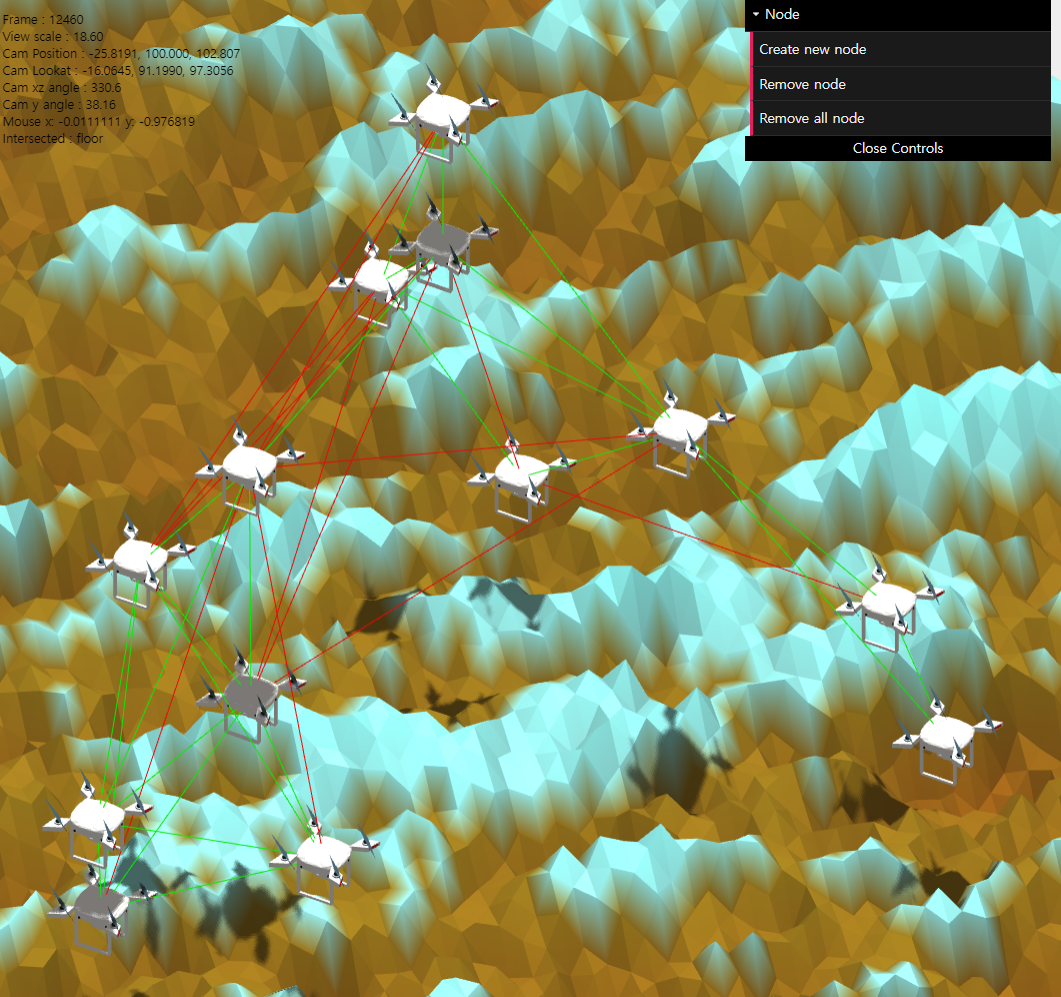 Frame : 12460
View scale : 18.60
Cam Position : -25.8191, 100.000, 102.807
Cam Lookat : -16.0645, 91.1990, 97.3056
Cam xz angle : 330.6
Cam y angle : 38.16
Mouse x: -0.0111111 y: -0.976819
Intersected : floor
Node
Create new node
Remove node
Remove all node
Close Controls